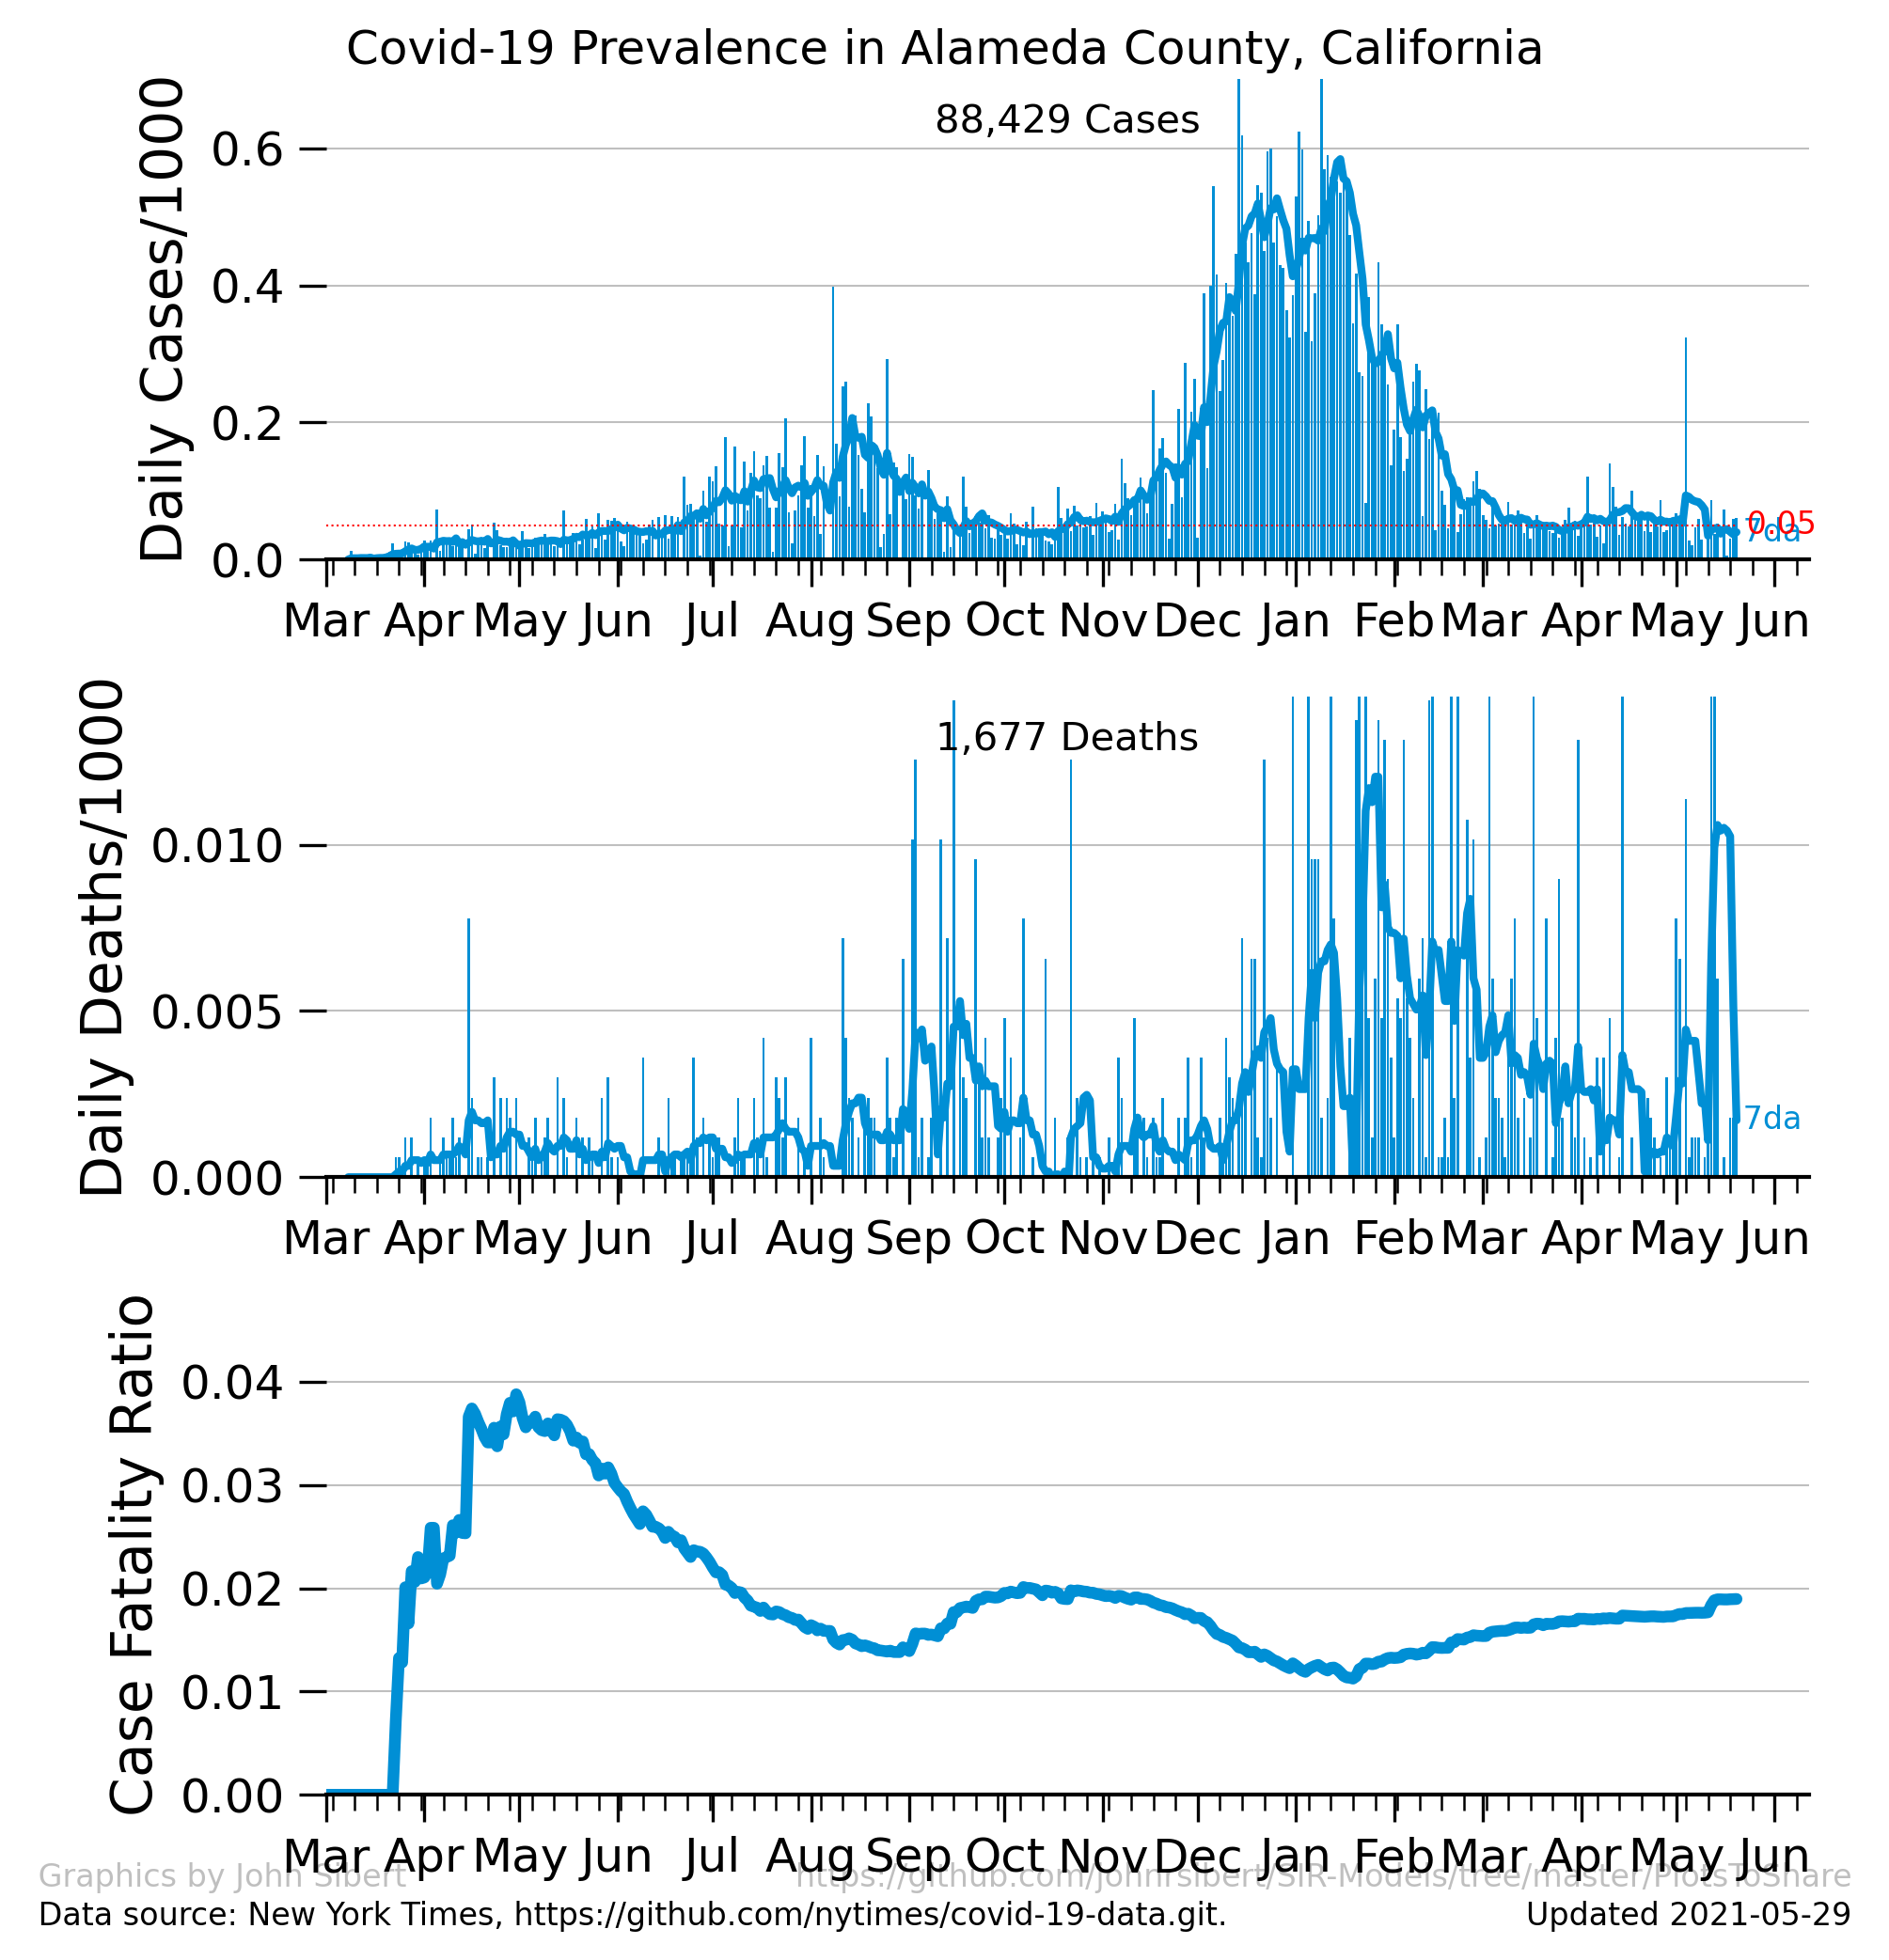 Covid-19 Prevalence in Alameda County, California
Daily Cases/1000
88,429 Cases
0.6
0.4
0.2
0.0
0.05
7da
Mar Apr May Jun Jul Aug Sep Oct Nov Dec Jan Feb Mar Apr May Jun
Daily Deaths/1000
1,677 Deaths
0.010
0.005
0.000
7da
Mar Apr May Jun Jul Aug Sep Oct Nov Dec Jan Feb Mar Apr May Jun
Case Fatality Ratio
0.04
0.03
0.02
0.01
0.00
Mar Apr May Jun Jul Aug Sep Oct Nov Dec Jan Feb Mar Apr May Jun
Graphics by John Sibert https://github.com/johnrsibert/SIR-Models/tree/master/PlotsToShare
Data source: New York Times, https://github.com/nytimes/covid-19-data.git. Updated 2021-05-29